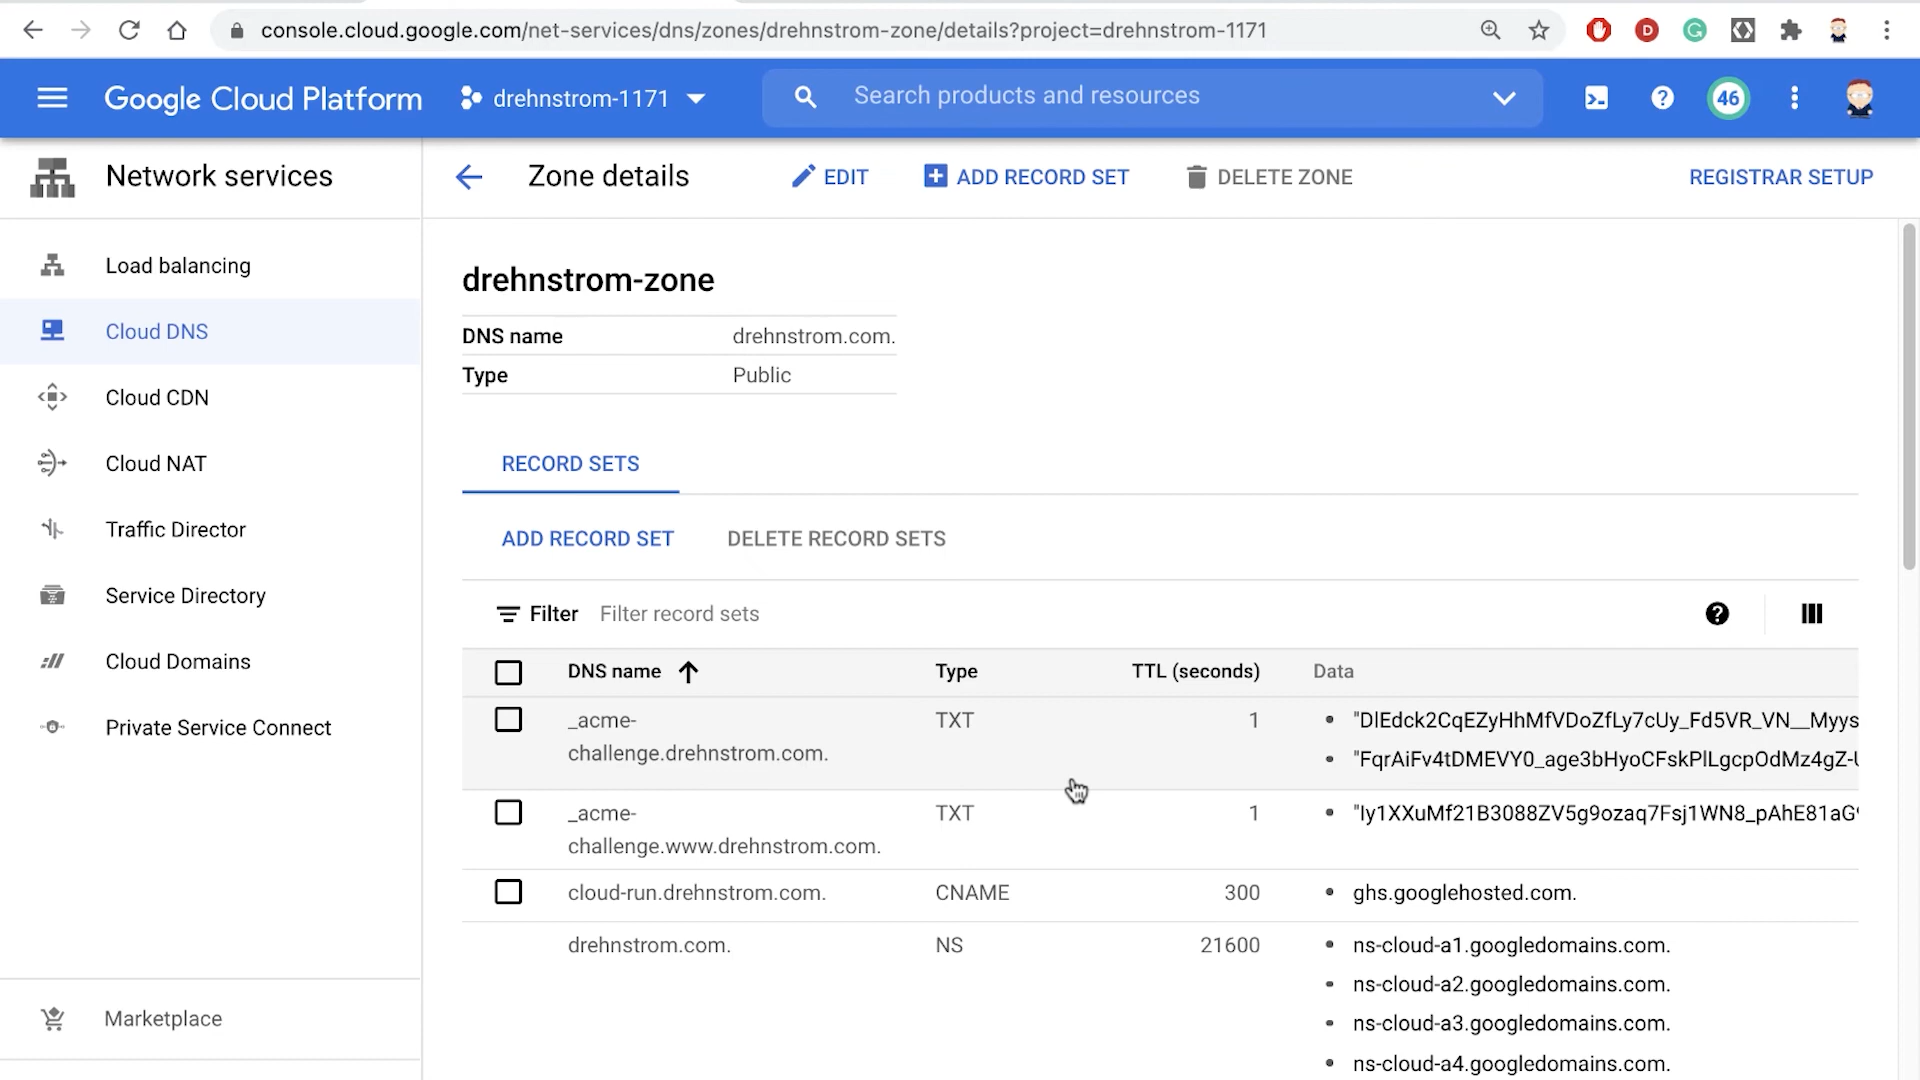 console.cloud.google.com/net-services/dns/zones/drehnstrom-zone/details?project=drehnstrom-1171
Google Cloud Platform
drehnstrom-1171
Search products and resources
46
Network services
Zone details
EDIT
ADD RECORD SET
DELETE ZONE
REGISTRAR SETUP
Load balancing
Cloud DNS
Cloud CDN
Cloud NAT
Traffic Director
Service Directory
Cloud Domains
Private Service Connect
Marketplace
drehnstrom-zone
DNS name drehnstrom.com.
Type Public
RECORD SETS
ADD RECORD SET DELETE RECORD SETS
Filter Filter record sets
DNS name Type TTL (seconds) Data
_acme- TXT 1 "DlEdck2CqEZyHhMfVDoZfLy7cUy_Fd5VR_VN__Myys
challenge.drehnstrom.com. "FqrAiFv4tDMEVY0_age3bHyoCFskPlLgcpOdMz4gZ-
_acme- TXT 1 "ly1XXuMf21B3088ZV5g9ozaq7Fsj1WN8_pAhE81aG
challenge.www.drehnstrom.com.
cloud-run.drehnstrom.com. CNAME 300 ghs.googlehosted.com.
drehnstrom.com. NS 21600 ns-cloud-a1.googledomains.com.
ns-cloud-a2.googledomains.com.
ns-cloud-a3.googledomains.com.
ns-cloud-a4.googledomains.com.